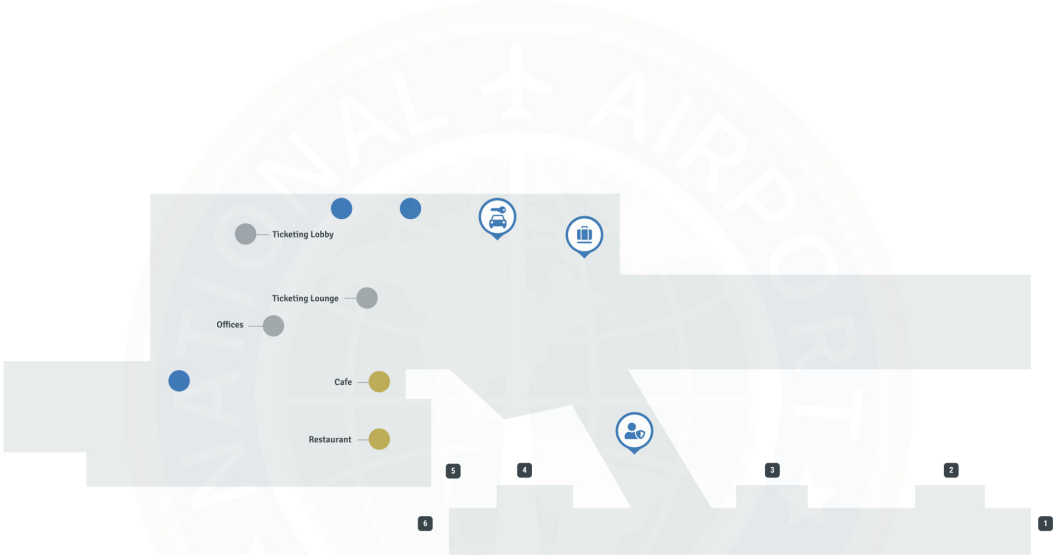 NATIONAL AIRPORT
Ticketing Lobby
Ticketing Lounge
Offices
Cafe
Restaurant
5
4
3
2
6
1